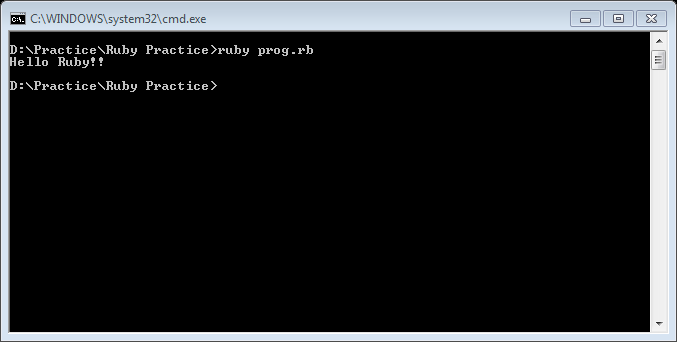 C:\WINDOWS\system32\cmd.exe
D:\Practice\Ruby Practice>ruby prog.rb
Hello Ruby!!
D:\Practice\Ruby Practice>